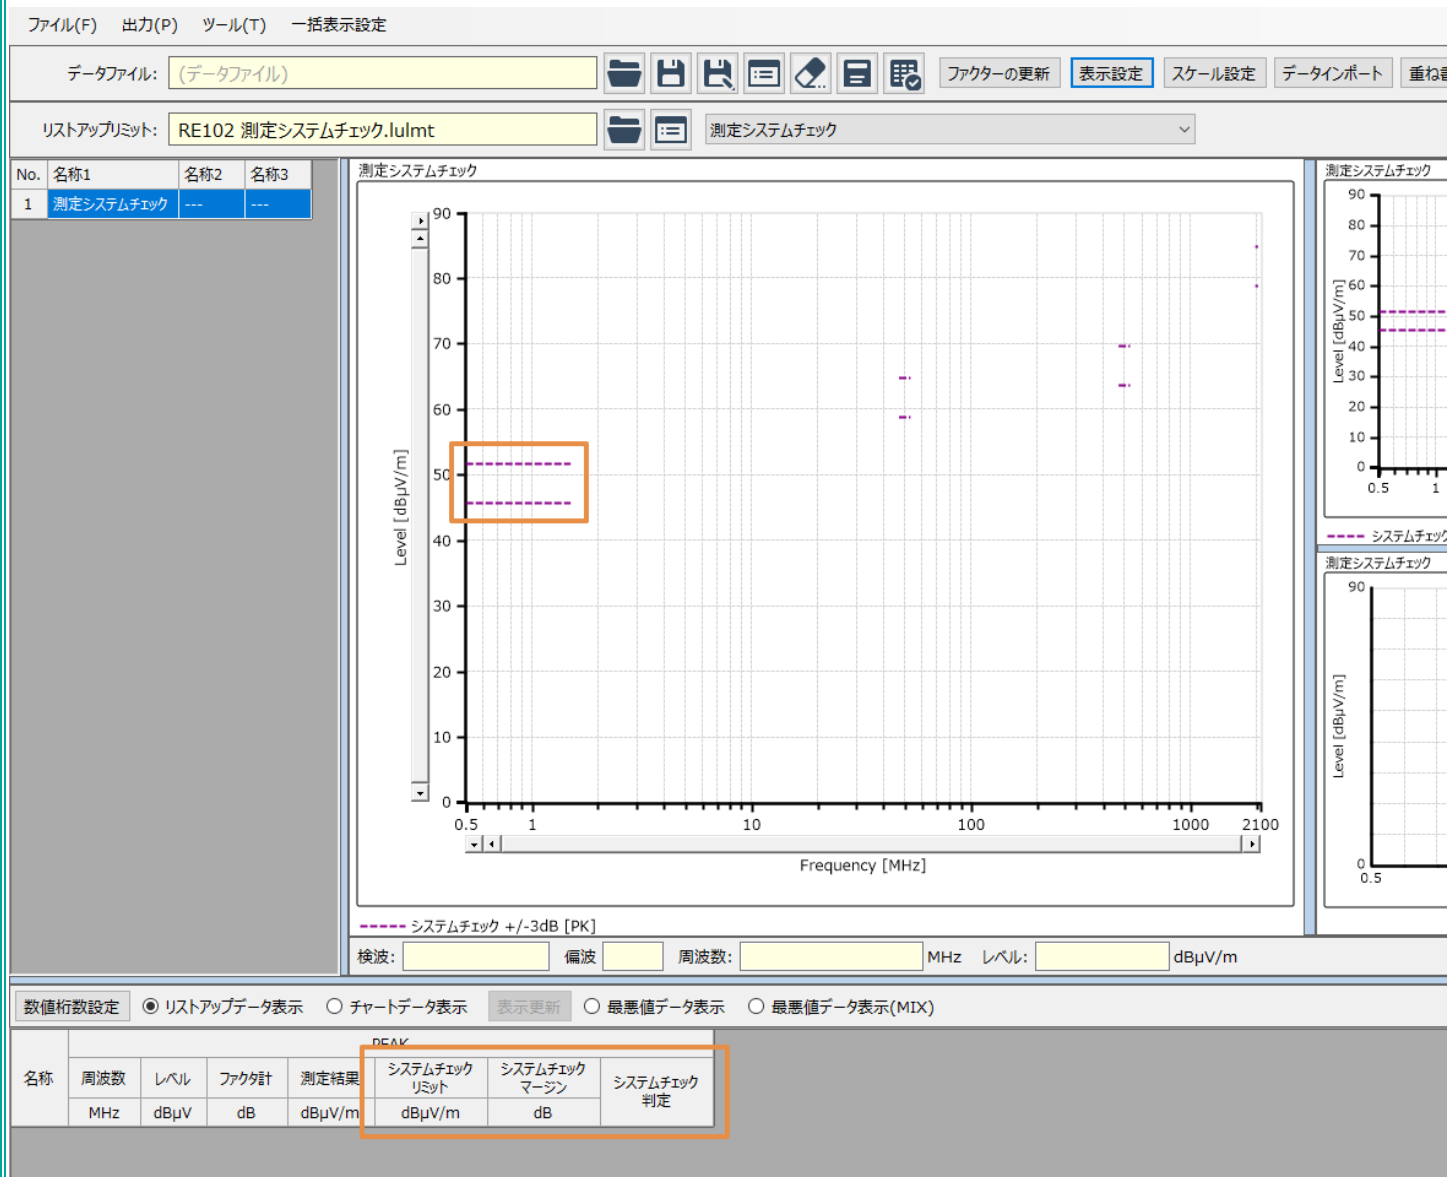 ファイル(F) 出力(P) ツール(T) 一括表示設定
データファイル: (データファイル) ファクターの更新 表示設定 スケール設定 データインポート 重ね
リストアップリミット: RE102 測定システムチェック.lulmt 測定システムチェック
No. 名称1 名称2 名称3
1 測定システムチェック --- ---
測定システムチェック
90
80
70
60
50
40
30
20
10
0
Level [dBµV/m]
0.5 1 10 100 1000 2100
Frequency [MHz]
システムチェック +/-3dB [PK]
測定システムチェック
90
80
70
60
50
40
30
20
10
0
Level [dBµV/m]
0.5 1
システムチェック
測定システムチェック
90
Level [dBµV/m]
0
0.5
検波: 偏波 周波数: MHz レベル: dBµV/m
数値桁数設定 リストアップデータ表示 チャートデータ表示 表示更新 最悪値データ表示 最悪値データ表示(MIX)
PEAK
名称 周波数 レベル ファクタ計 測定結果 システムチェック リミット システムチェック マージン システムチェック 判定
MHz dBµV dB dBµV/m dBµV/m dB